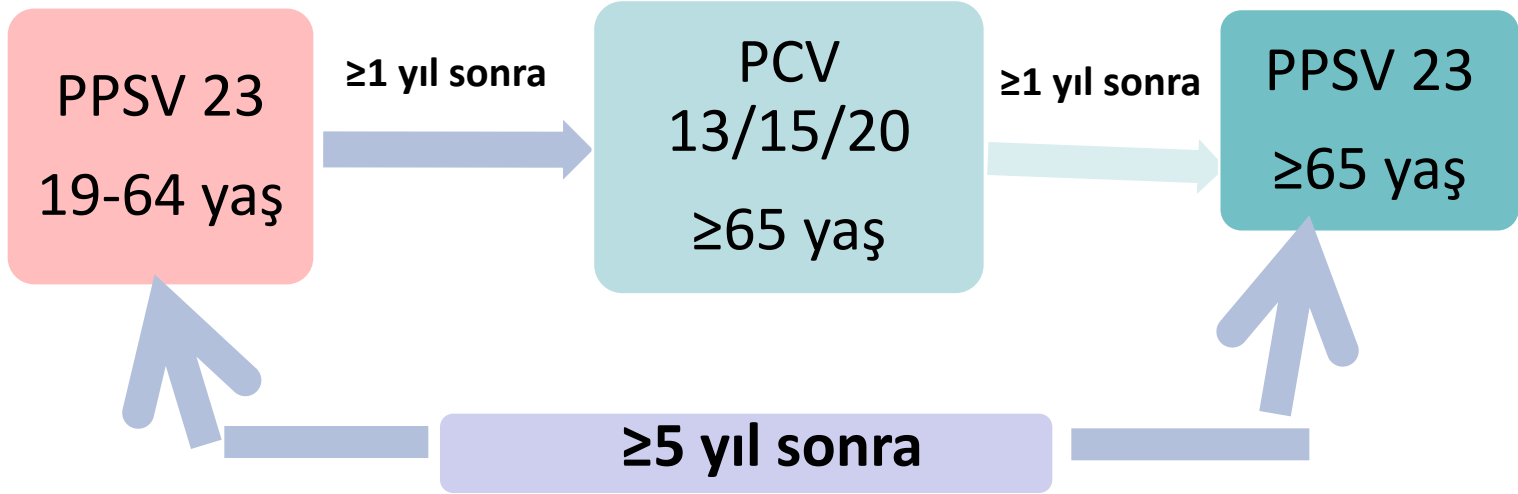 PPSV 23
19-64 yaş
≥1 yıl sonra
PCV
13/15/20
≥65 yaş
≥1 yıl sonra
PPSV 23
≥65 yaş
≥5 yıl sonra